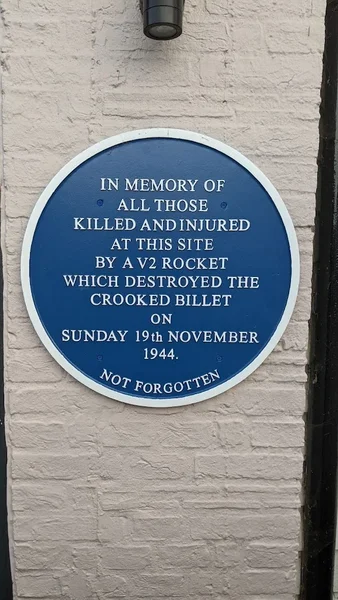 IN MEMORY OF
ALL THOSE
KILLED AND INJURED
AT THIS SITE
BY A V2 ROCKET
WHICH DESTROYED THE
CROOKED BILLET
ON
SUNDAY 19th NOVEMBER
1944.
NOT FORGOTTEN